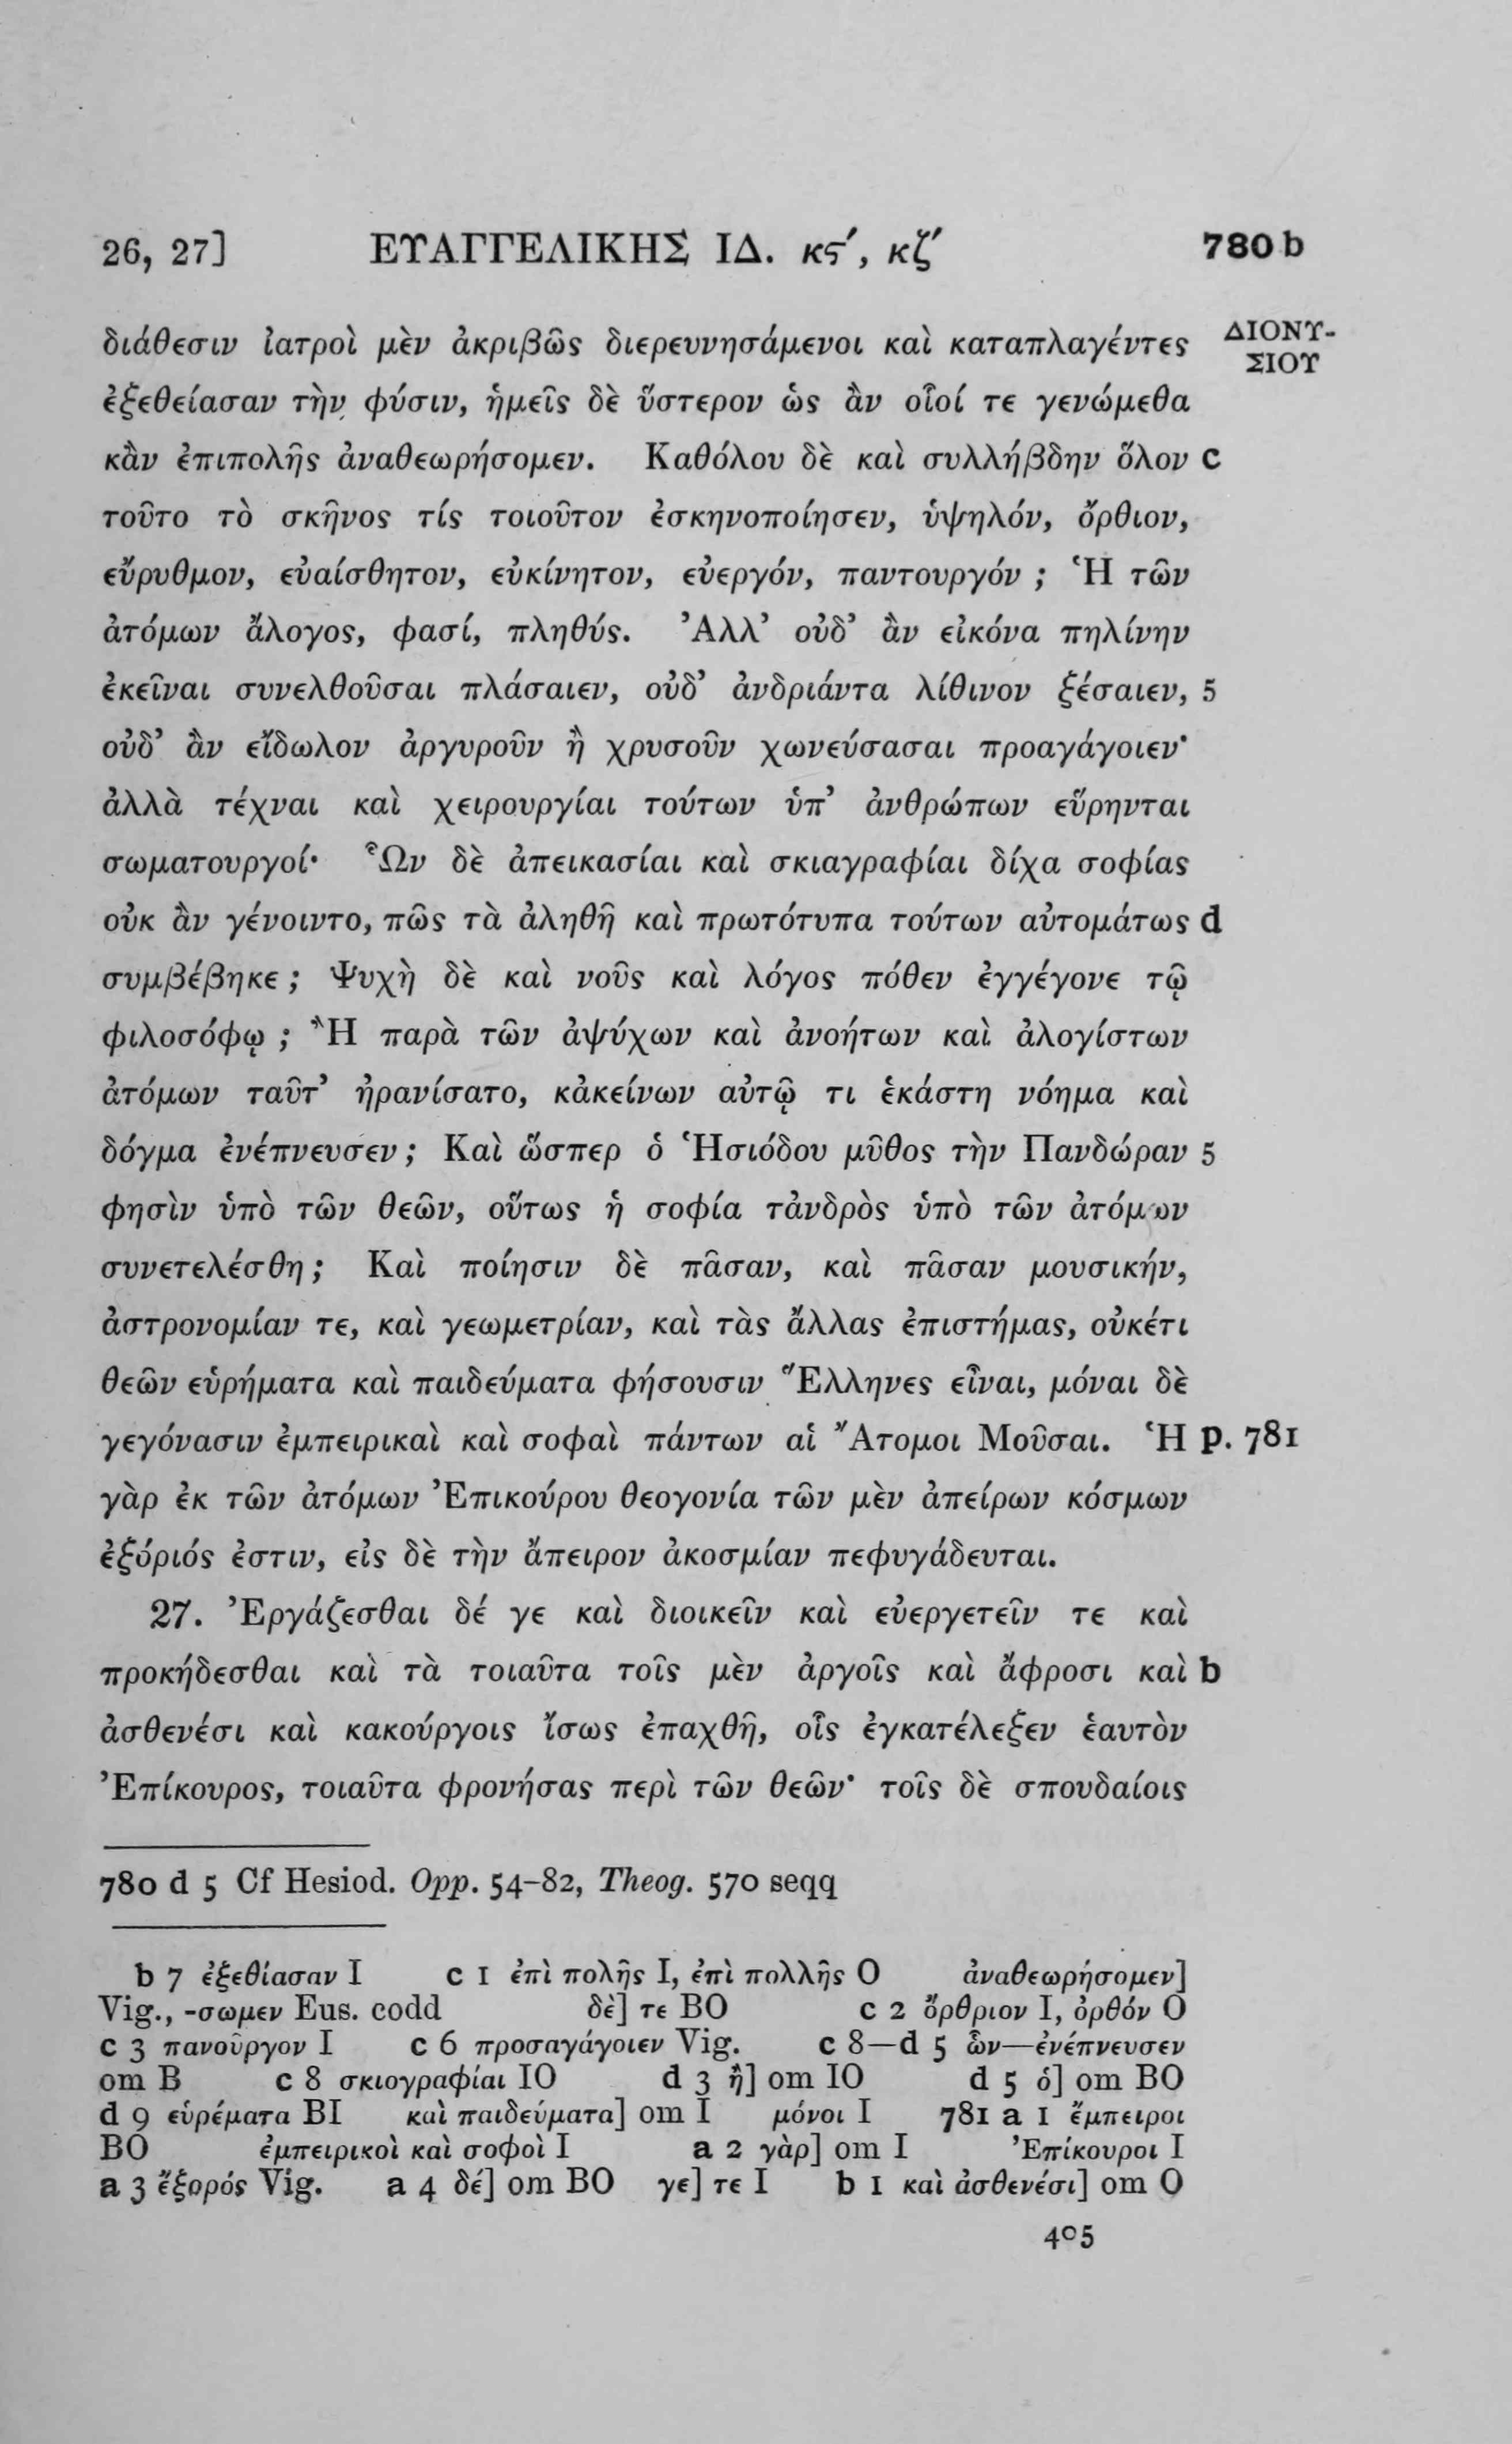 26, 27] ΕΥΑΓΓΕΛΙΚΗΣ ΙΔ. κϛ′, κζ′ 780 b
διάθεσιν ἰατροὶ μὲν ἀκριβῶς διερευνησάμενοι καὶ καταπλαγέντες ΔΙΟΝΥ-
ΣΙΟΥ
ἐξεθείασαν τὴν φύσιν, ἡμεῖς δὲ ὕστερον ὡς ἂν οἷοί τε γενώμεθα
κἂν ἐπιπολῆς ἀναθεωρήσομεν. Καθόλου δὲ καὶ συλλήβδην ὅλον c
τοῦτο τὸ σκῆνος τίς τοιοῦτον ἐσκηνοποίησεν, ὑψηλόν, ὄρθιον,
εὔρυθμον, εὐαίσθητον, εὐκίνητον, εὐεργόν, παντουργόν ; Ἡ τῶν
ἀτόμων ἄλογος, φασί, πληθύς. Ἀλλ’ οὐδ’ ἂν εἰκόνα πηλίνην
ἐκεῖναι συνελθοῦσαι πλάσαιεν, οὐδ’ ἀνδριάντα λίθινον ξέσαιεν, 5
οὐδ’ ἂν εἴδωλον ἀργυροῦν ἢ χρυσοῦν χωνεύσασαι προαγάγοιεν·
ἀλλὰ τέχναι καὶ χειρουργίαι τούτων ὑπ’ ἀνθρώπων εὕρηνται
σωματουργοί· Ὧν δὲ ἀπεικασίαι καὶ σκιαγραφίαι δίχα σοφίας
οὐκ ἂν γένοιντο, πῶς τὰ ἀληθῆ καὶ πρωτότυπα τούτων αὐτομάτως d
συμβέβηκε ; Ψυχὴ δὲ καὶ νοῦς καὶ λόγος πόθεν ἐγγέγονε τῷ
φιλοσόφῳ ; Ἢ παρὰ τῶν ἀψύχων καὶ ἀνοήτων καὶ ἀλογίστων
ἀτόμων ταῦτ’ ἠρανίσατο, κἀκείνων αὐτῷ τι ἑκάστη νόημα καὶ
δόγμα ἐνέπνευσεν ; Καὶ ὥσπερ ὁ Ἡσιόδου μῦθος τὴν Πανδώραν 5
φησὶν ὑπὸ τῶν θεῶν, οὕτως ἡ σοφία τἀνδρὸς ὑπὸ τῶν ἀτόμων
συνετελέσθη ; Καὶ ποίησιν δὲ πᾶσαν, καὶ πᾶσαν μουσικήν,
ἀστρονομίαν τε, καὶ γεωμετρίαν, καὶ τὰς ἄλλας ἐπιστήμας, οὐκέτι
θεῶν εὑρήματα καὶ παιδεύματα φήσουσιν Ἕλληνες εἶναι, μόναι δὲ
γεγόνασιν ἐμπειρικαὶ καὶ σοφαὶ πάντων αἱ Ἄτομοι Μοῦσαι. Ἡ p. 781
γὰρ ἐκ τῶν ἀτόμων Ἐπικούρου θεογονία τῶν μὲν ἀπείρων κόσμων
ἐξόριός ἐστιν, εἰς δὲ τὴν ἄπειρον ἀκοσμίαν πεφυγάδευται.
27. Ἐργάζεσθαι δέ γε καὶ διοικεῖν καὶ εὐεργετεῖν τε καὶ
προκήδεσθαι καὶ τὰ τοιαῦτα τοῖς μὲν ἀργοῖς καὶ ἄφροσι καὶ b
ἀσθενέσι καὶ κακούργοις ἴσως ἐπαχθῆ, οἷς ἐγκατέλεξεν ἑαυτὸν
Ἐπίκουρος, τοιαῦτα φρονήσας περὶ τῶν θεῶν· τοῖς δὲ σπουδαίοις
780 d 5 Cf Hesiod. Opp. 54–82, Theog. 570 seqq
b 7 ἐξεθίασαν I c 1 ἐπὶ πολῆς I, ἐπὶ πολλῆς O ἀναθεωρήσομεν]
Vig., -σωμεν Eus. codd δὲ] τε BO c 2 ὄρθριον I, ὀρθόν O
c 3 πανοῦργον I c 6 προσαγάγοιεν Vig. c 8—d 5 ὧν—ἐνέπνευσεν
om B c 8 σκιογραφίαι IO d 3 ἢ] om IO d 5 ὁ] om BO
d 9 εὑρέματα BI καὶ παιδεύματα] om I μόνοι I 781 a 1 ἔμπειροι
BO ἐμπειρικοὶ καὶ σοφοὶ I a 2 γὰρ] om I Ἐπίκουροι I
a 3 ἔξορός Vig. a 4 δέ] om BO γε] τε I b 1 καὶ ἀσθενέσι] om O
405